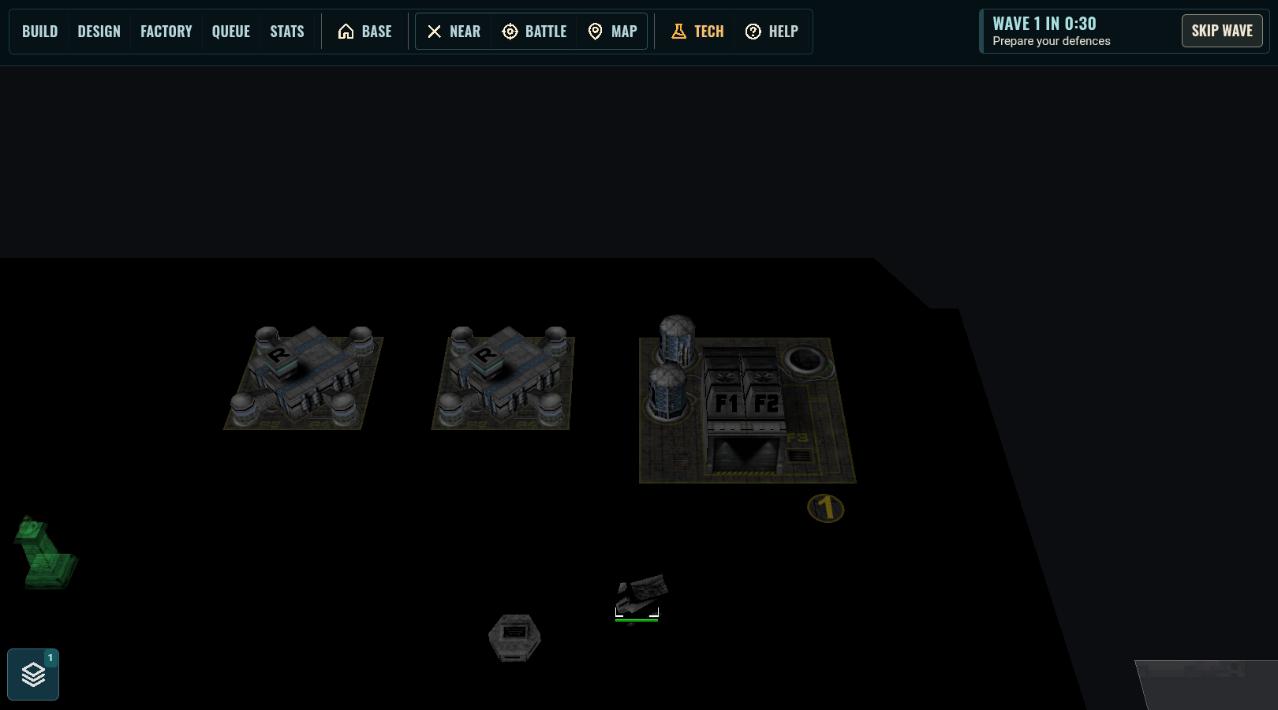 BUILD DESIGN FACTORY QUEUE STATS BASE NEAR BATTLE MAP TECH HELP
WAVE 1 IN 0:30
Prepare your defences
SKIP WAVE
R
R
F1 F2
F3
1
1